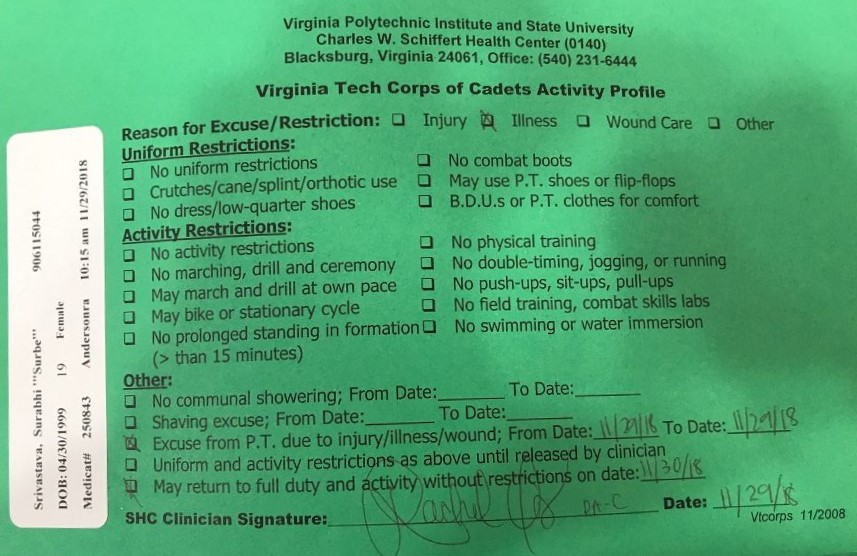 Virginia Polytechnic Institute and State University
Charles W. Schiffert Health Center (0140)
Blacksburg, Virginia 24061, Office: (540) 231-6444
Virginia Tech Corps of Cadets Activity Profile
Reason for Excuse/Restriction: ☐ Injury ☒ Illness ☐ Wound Care ☐ Other
Uniform Restrictions:
☐ No uniform restrictions ☐ No combat boots
☐ Crutches/cane/splint/orthotic use ☐ May use P.T. shoes or flip-flops
☐ No dress/low-quarter shoes ☐ B.D.U.s or P.T. clothes for comfort
Activity Restrictions:
☐ No activity restrictions ☐ No physical training
☐ No marching, drill and ceremony ☐ No double-timing, jogging, or running
☐ May march and drill at own pace ☐ No push-ups, sit-ups, pull-ups
☐ May bike or stationary cycle ☐ No field training, combat skills labs
☐ No prolonged standing in formation ☐ No swimming or water immersion
(> than 15 minutes)
Other:
☐ No communal showering; From Date:______ To Date:______
☐ Shaving excuse; From Date:______ To Date:______
☒ Excuse from P.T. due to injury/illness/wound; From Date: 11/29/18 To Date: 11/29/18
☐ Uniform and activity restrictions as above until released by clinician
☒ May return to full duty and activity without restrictions on date: 11/30/18
SHC Clinician Signature: Rachel Date: 11/29/18
Vtcorps 11/2008
Srivastava, Surabhi '"Surbe"' 906115044
DOB: 04/30/1999 19 Female
Medicat# 250843 Andersonra 10:15 am 11/29/2018